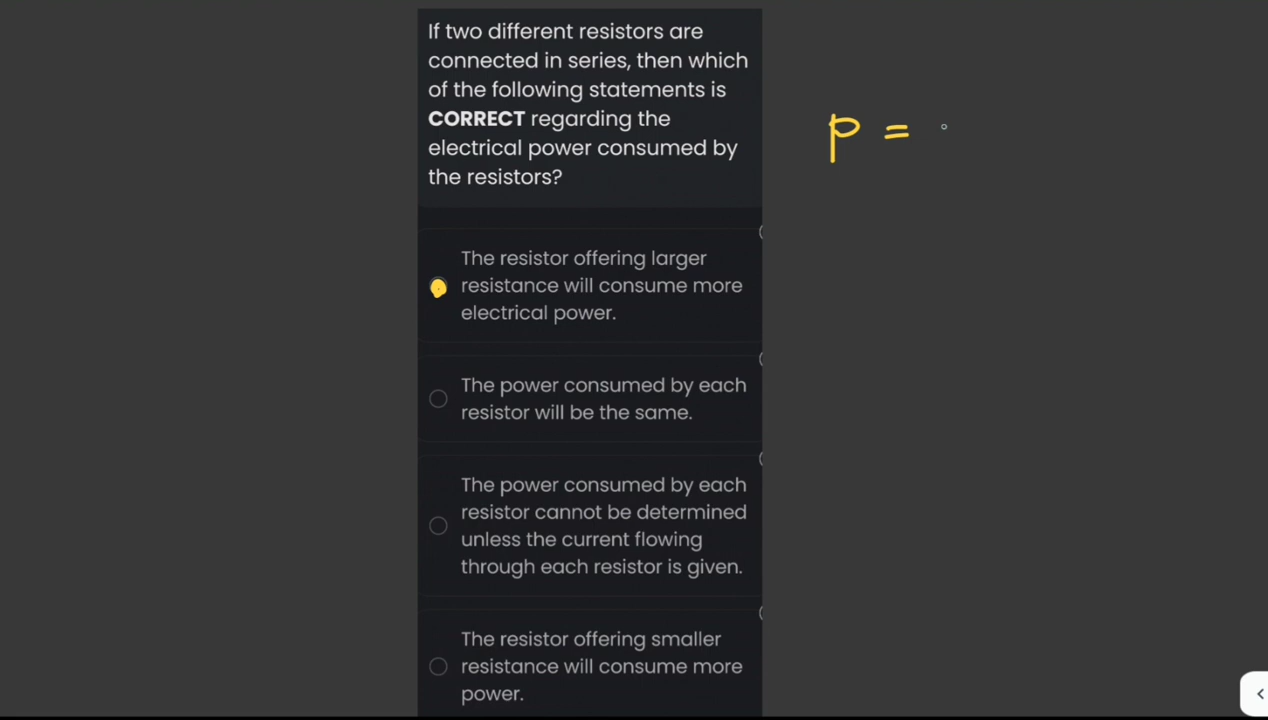 If two different resistors are
connected in series, then which
of the following statements is
CORRECT regarding the
electrical power consumed by
the resistors?
P =
The resistor offering larger
resistance will consume more
electrical power.
The power consumed by each
resistor will be the same.
The power consumed by each
resistor cannot be determined
unless the current flowing
through each resistor is given.
The resistor offering smaller
resistance will consume more
power.